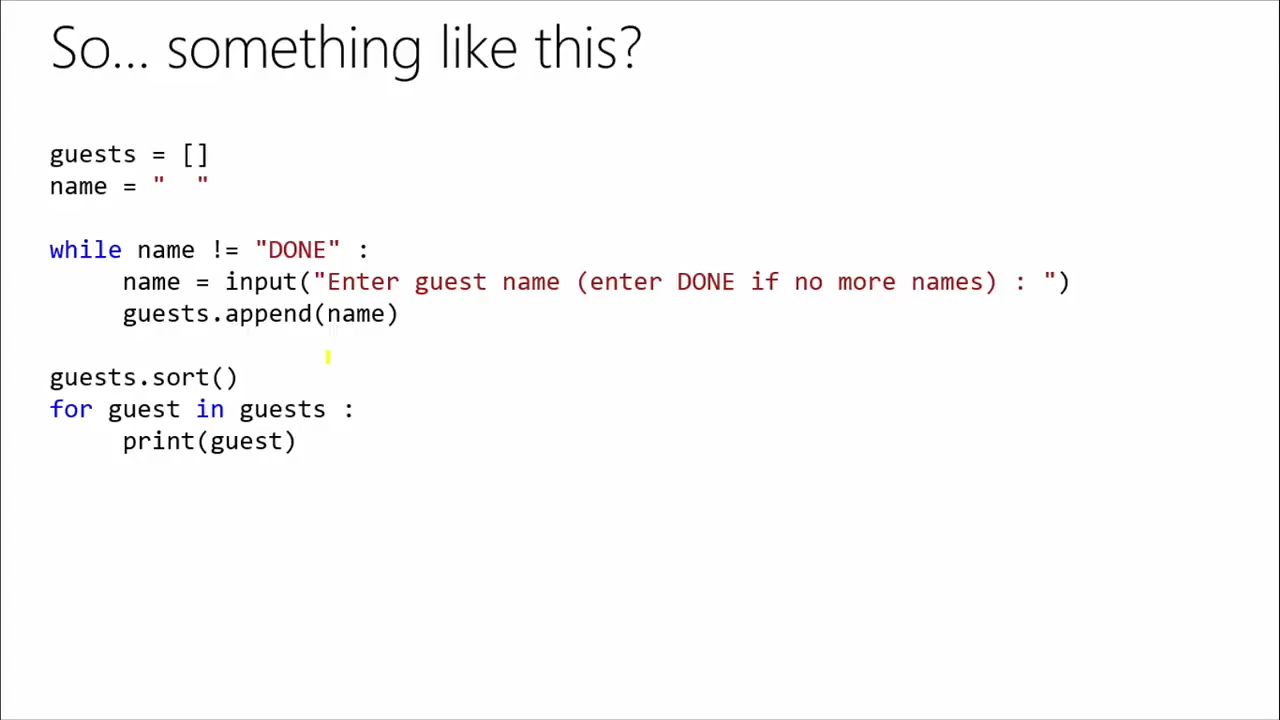 So... something like this?
guests = []
name = "  "
while name != "DONE" :
name = input("Enter guest name (enter DONE if no more names) : ")
guests.append(name)
guests.sort()
for guest in guests :
print(guest)